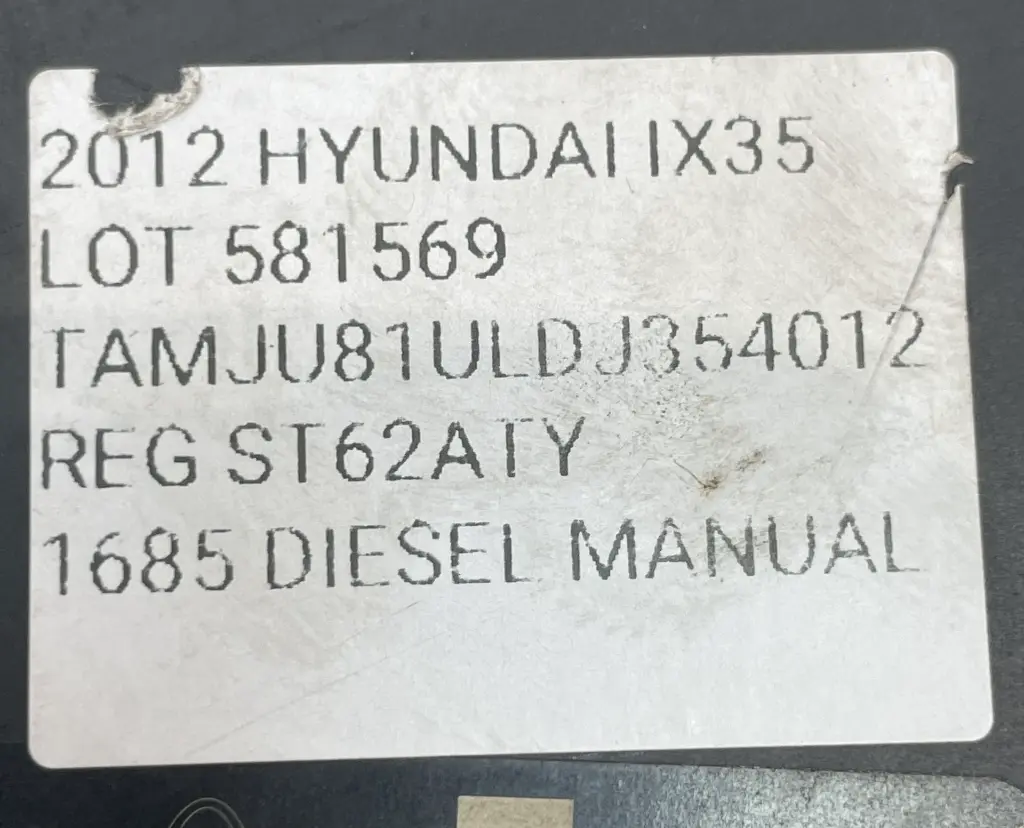 2012 HYUNDAI IX35
LOT 581569
TAMJU81ULDJ354012
REG ST62ATY
1685 DIESEL MANUAL